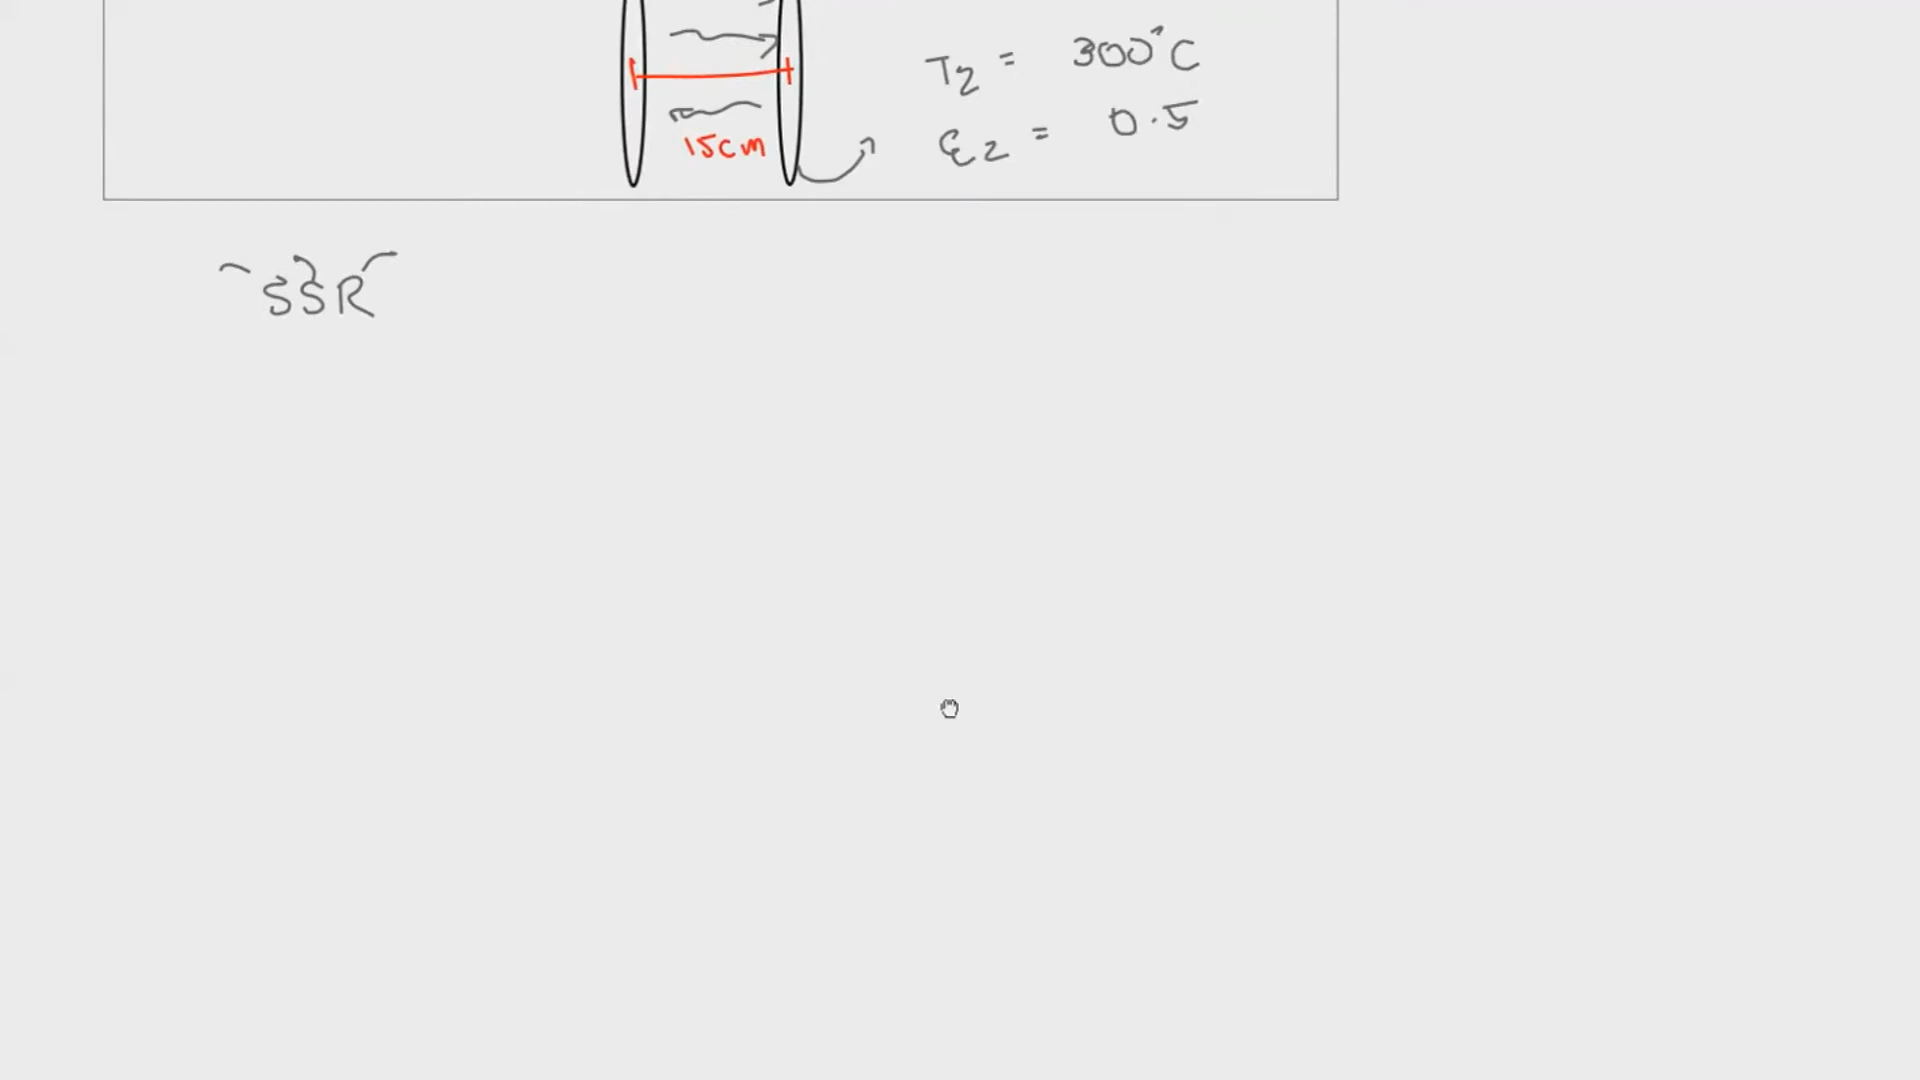 T₂ = 300°C
ε₂ = 0.5
15cm
SSR